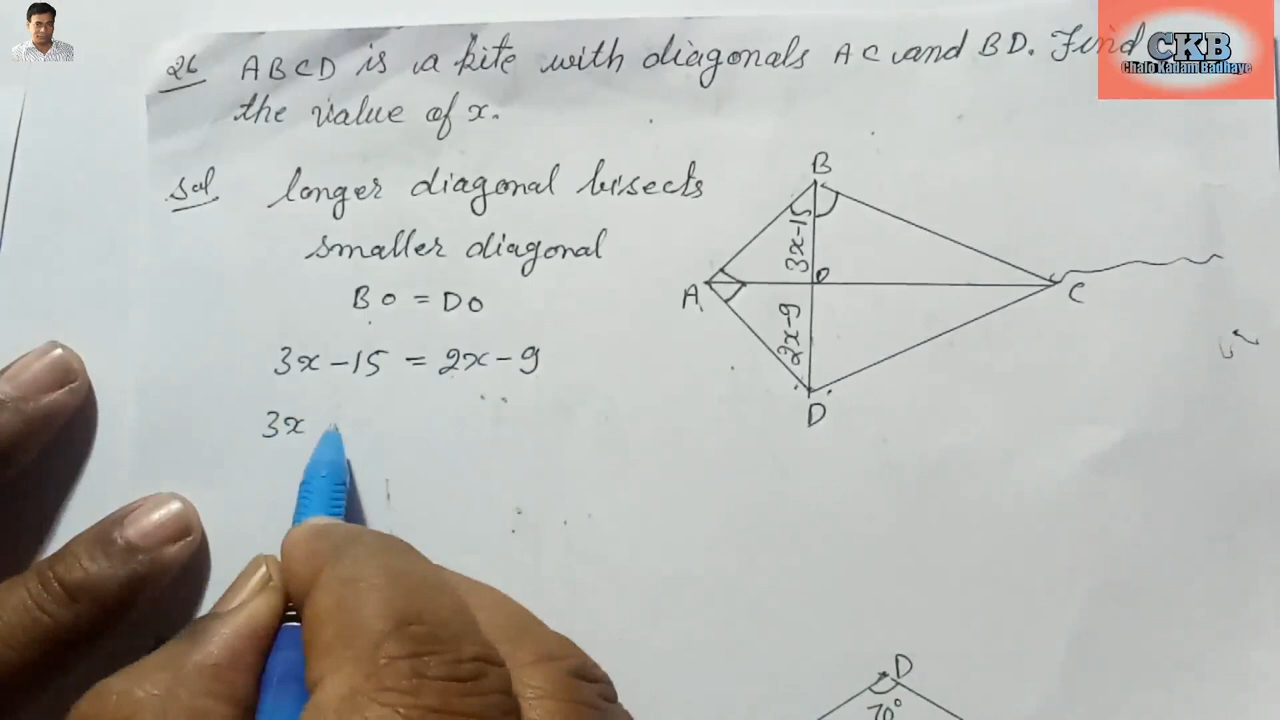 26 ABCD is a kite with diagonals AC and BD. Find
the value of x.
CKB
Chalo Kadam Badhaye
Sol longer diagonal bisects
smaller diagonal
BO = DO
3x - 15 = 2x - 9
3x
B
3x-15
O
A
C
2x-9
D
D
70°